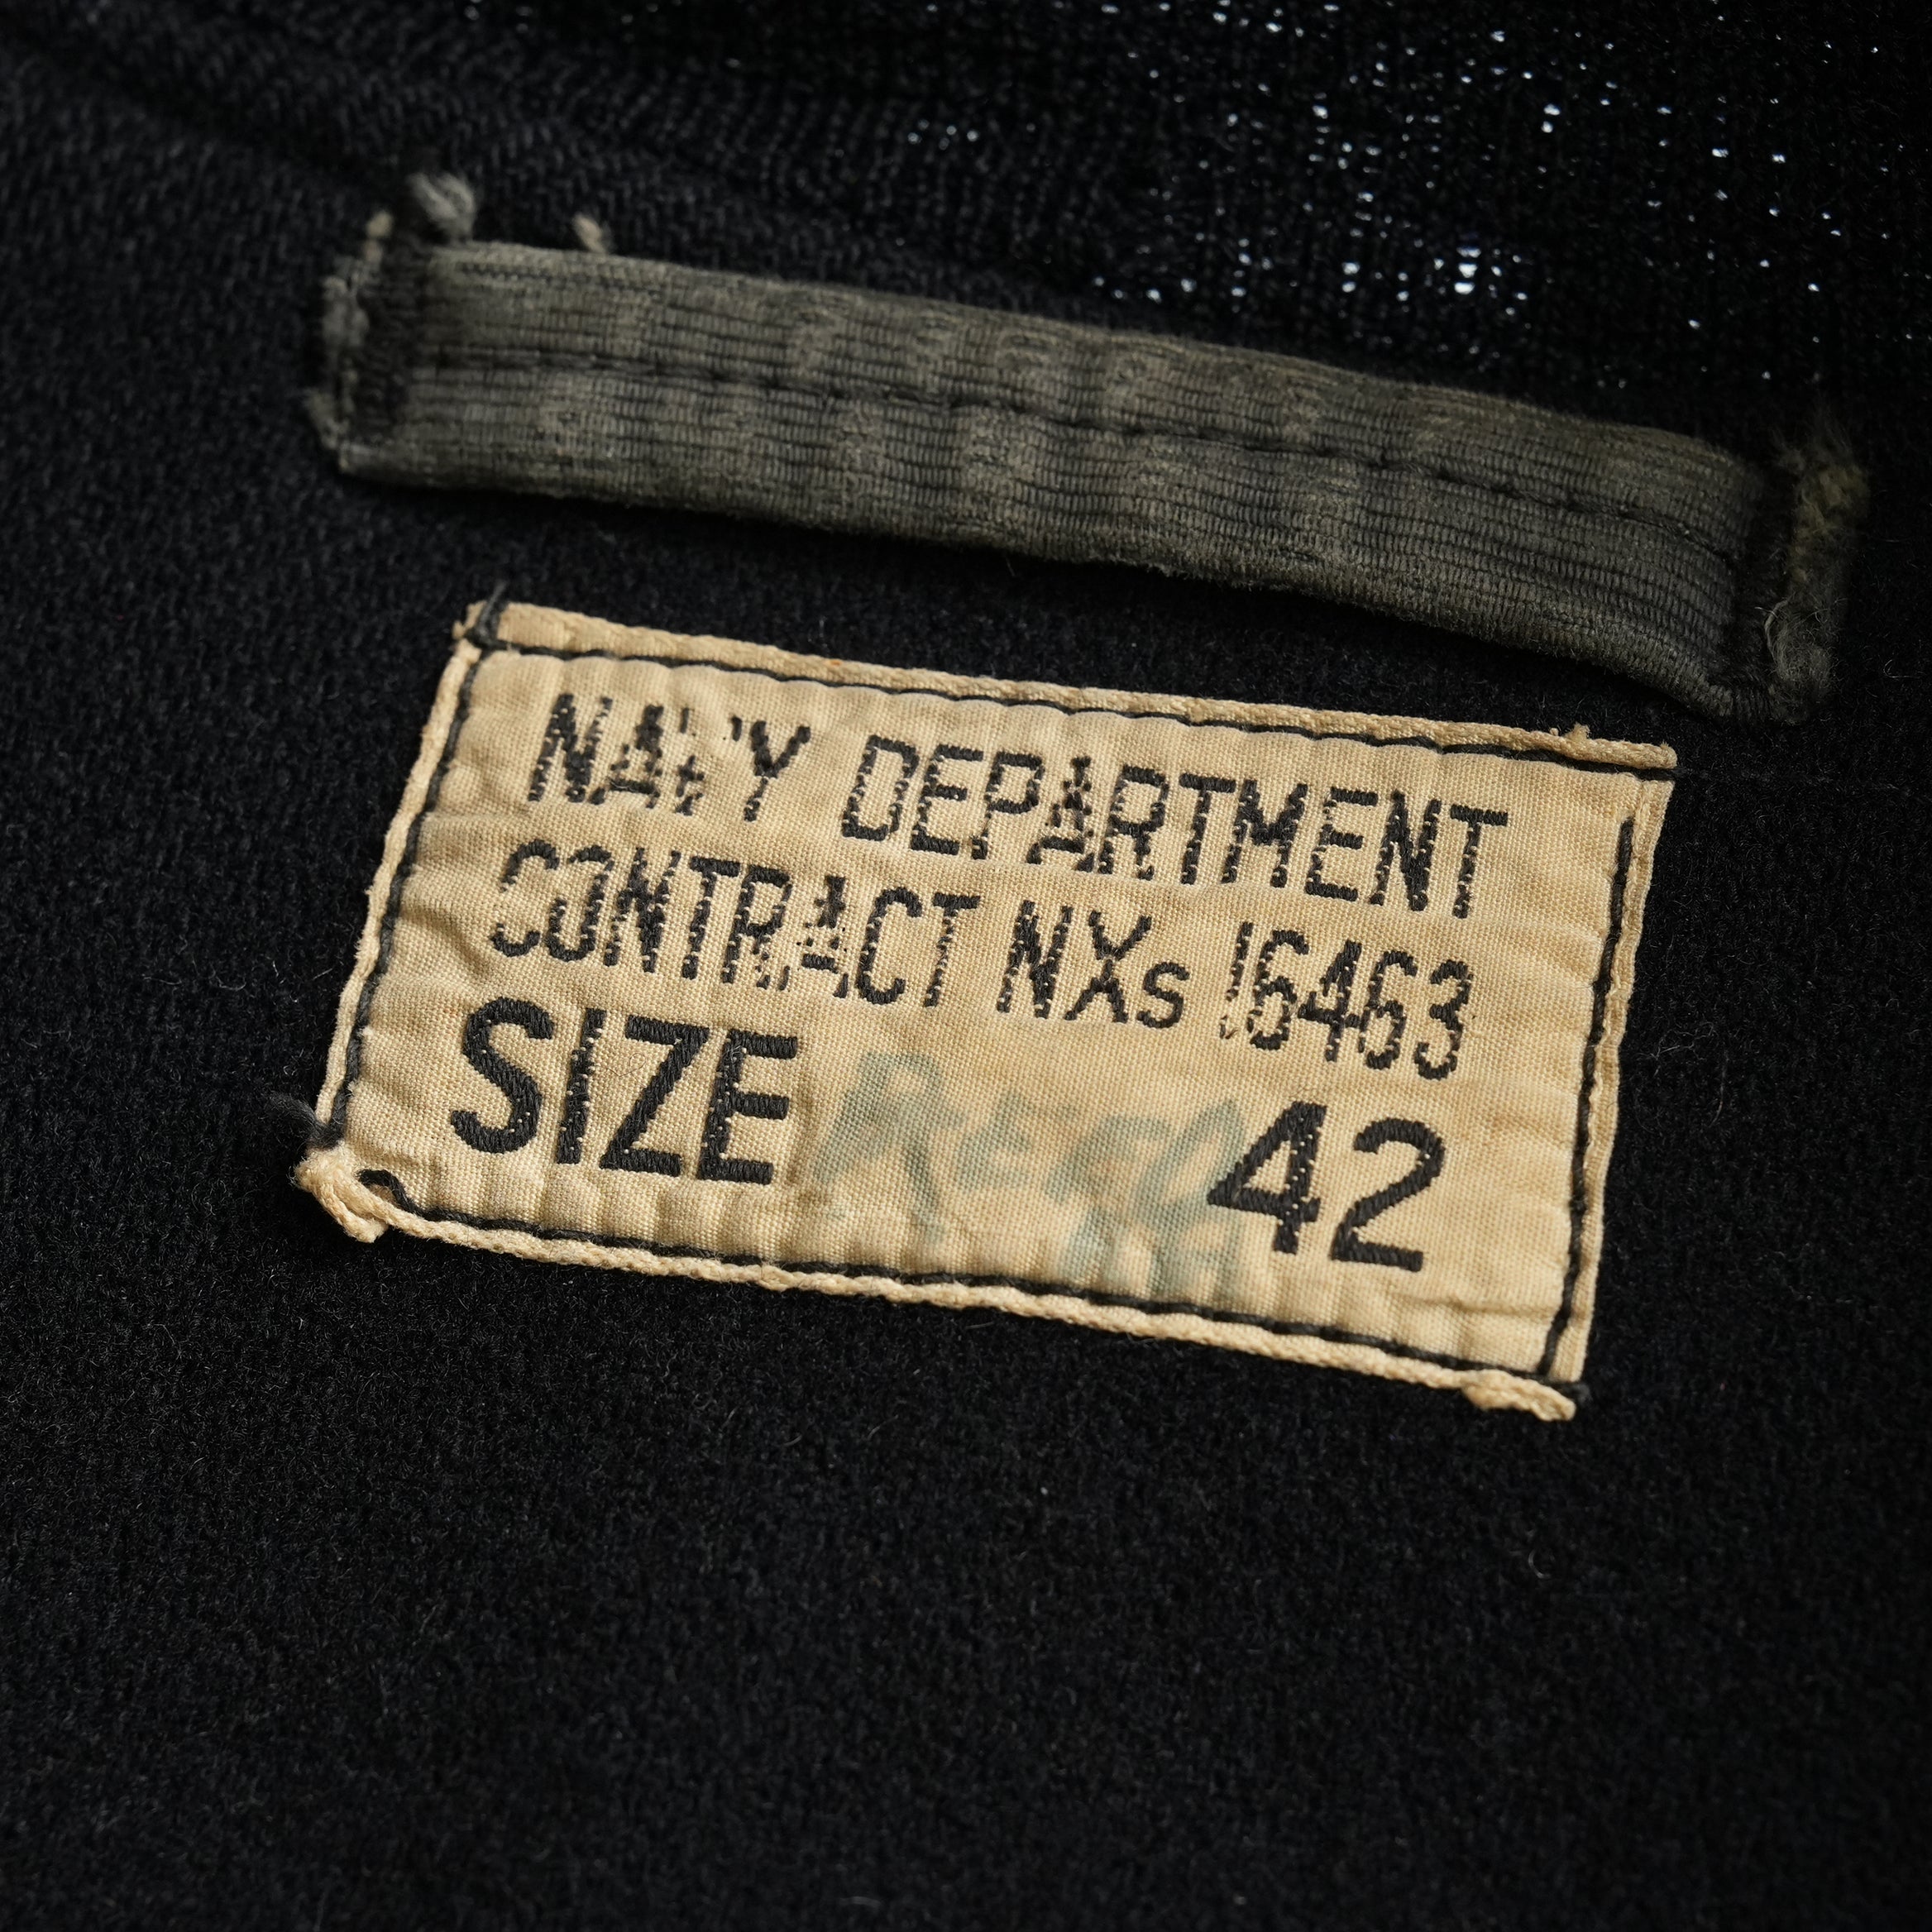 NAVY DEPARTMENT
CONTRACT NXs 16463
SIZE 42